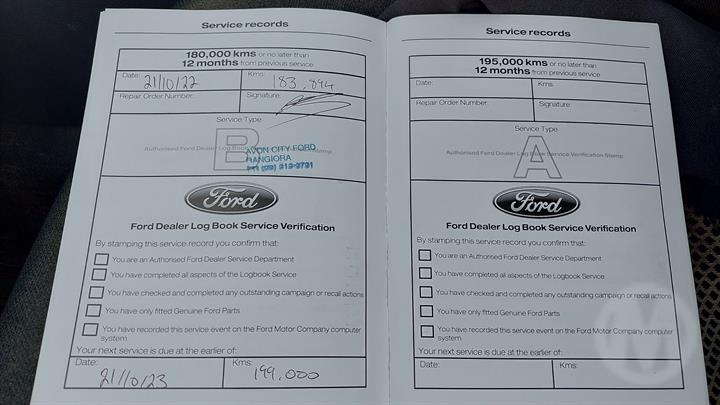 Service records
180,000 kms or no later than
12 months from previous service
Date: 21/10/22 Kms: 183,894
Repair Order Number: Signature:
Service Type
Authorised Ford Dealer Log Book Service Verification Stamp
B
AVON CITY FORD
RANGIORA
Ford
Ford Dealer Log Book Service Verification
By stamping this service record you confirm that:
You are an Authorised Ford Dealer Service Department
You have completed all aspects of the Logbook Service
You have checked and completed any outstanding campaign or recall actions
You have only fitted Genuine Ford Parts
You have recorded this service event on the Ford Motor Company computer
system
Your next service is due at the earlier of:
Date: Kms:
21/10/23 199,000
Service records
195,000 kms or no later than
12 months from previous service
Date: Kms:
Repair Order Number: Signature:
Service Type
Authorised Ford Dealer Log Book Service Verification Stamp
A
Ford
Ford Dealer Log Book Service Verification
By stamping this service record you confirm that:
You are an Authorised Ford Dealer Service Department
You have completed all aspects of the Logbook Service
You have checked and completed any outstanding campaign or recall actions
You have only fitted Genuine Ford Parts
You have recorded this service event on the Ford Motor Company computer
system
Your next service is due at the earlier of:
Date: Kms: